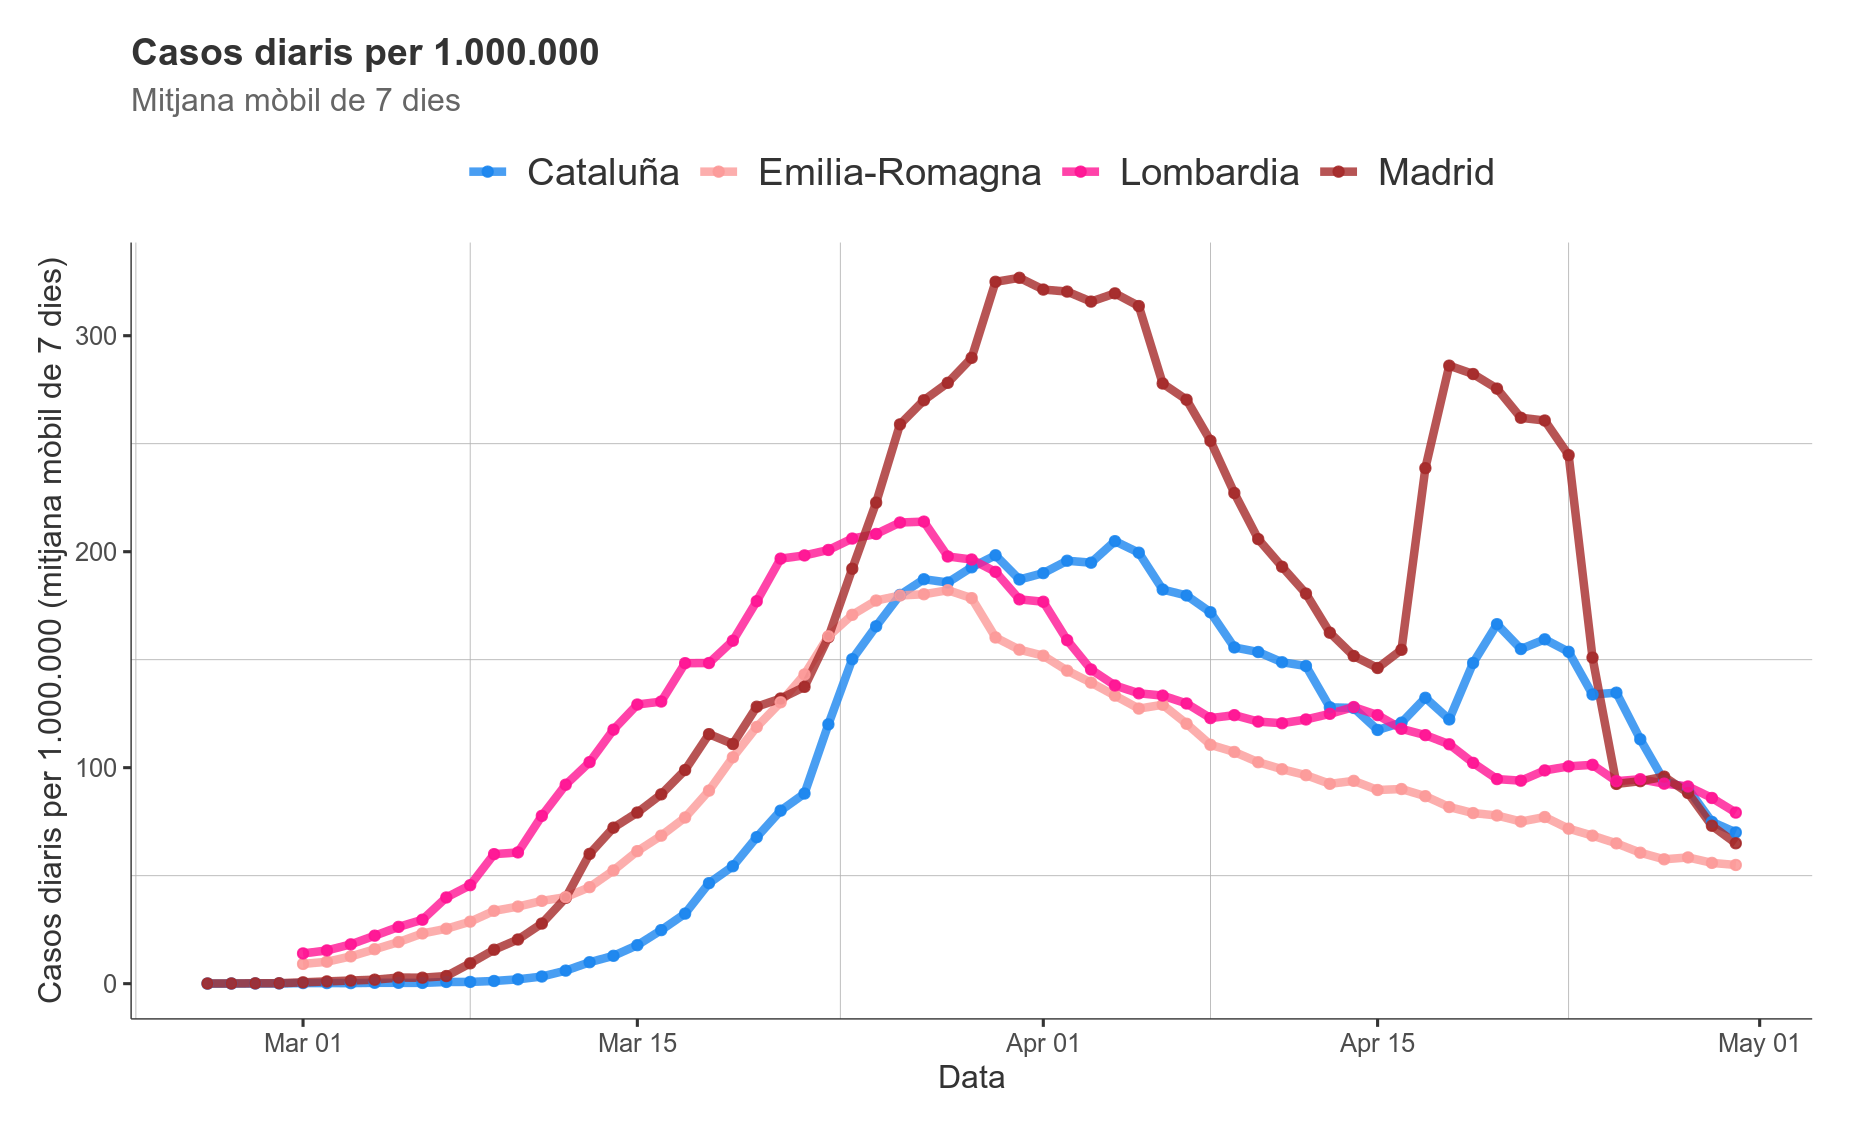 Casos diaris per 1.000.000
Mitjana mòbil de 7 dies
Cataluña Emilia-Romagna Lombardia Madrid
Casos diaris per 1.000.000 (mitjana mòbil de 7 dies)
300
200
100
0
Mar 01 Mar 15 Apr 01 Apr 15 May 01
Data